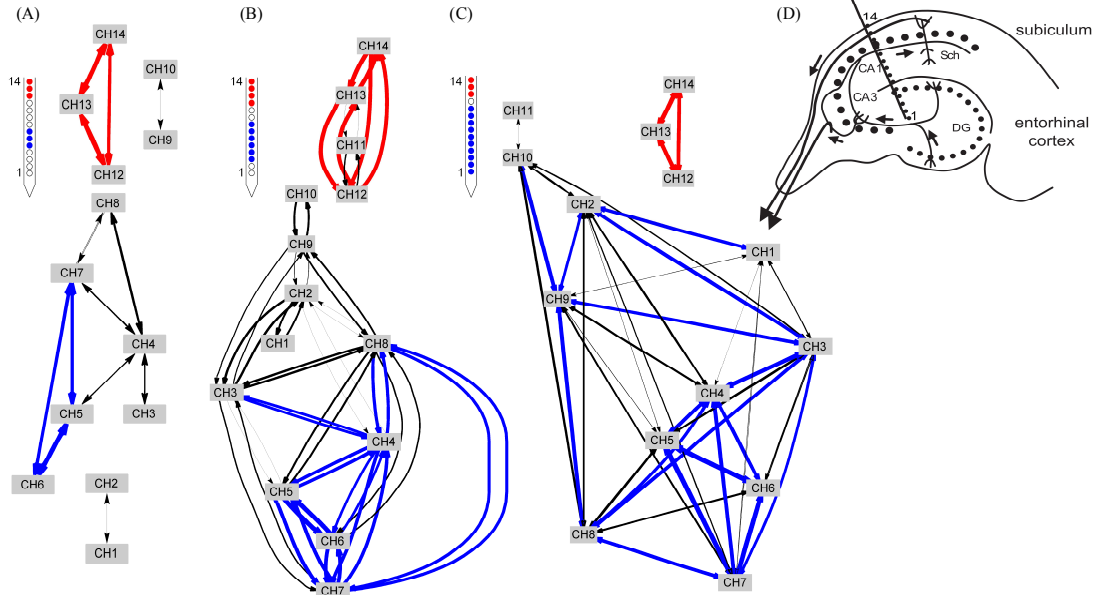 (A)
(B)
(C)
(D)
14
1
CH14
CH13
CH12
CH10
CH9
CH8
CH7
CH4
CH5
CH3
CH6
CH2
CH1
14
1
CH14
CH13
CH11
CH12
CH10
CH9
CH2
CH1
CH8
CH3
CH4
CH5
CH6
CH7
14
1
CH11
CH10
CH14
CH13
CH12
CH2
CH1
CH9
CH3
CH4
CH5
CH6
CH8
CH7
14
subiculum
Sch
CA1
CA3
1
DG
entorhinal
cortex